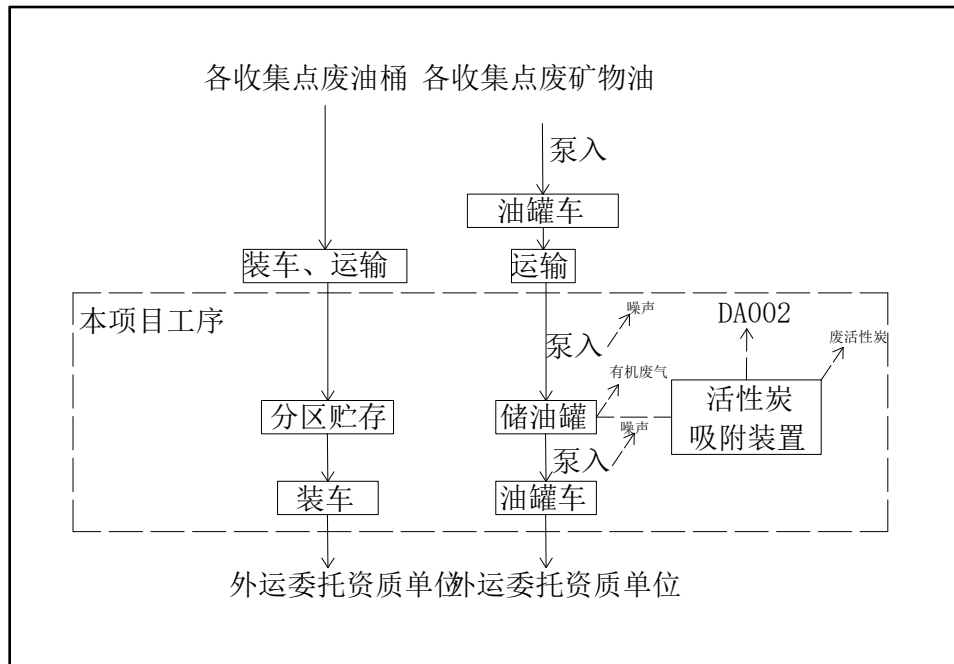 各收集点废油桶 各收集点废矿物油
泵入
油罐车
装车、运输 运输
本项目工序
噪声
DA002
废活性炭
泵入
有机废气
分区贮存 储油罐
活性炭
吸附装置
噪声
泵入
装车 油罐车
外运委托资质单位 外运委托资质单位